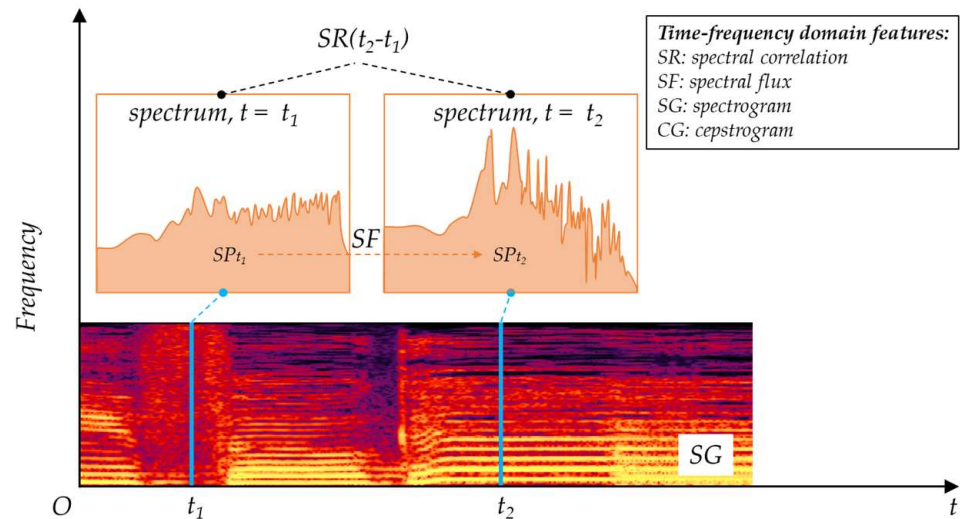 SR(t₂-t₁)
Time-frequency domain features:
SR: spectral correlation
SF: spectral flux
SG: spectrogram
CG: cepstrogram
spectrum, t = t₁
spectrum, t = t₂
SPt₁
SF
SPt₂
Frequency
SG
O
t₁
t₂
t